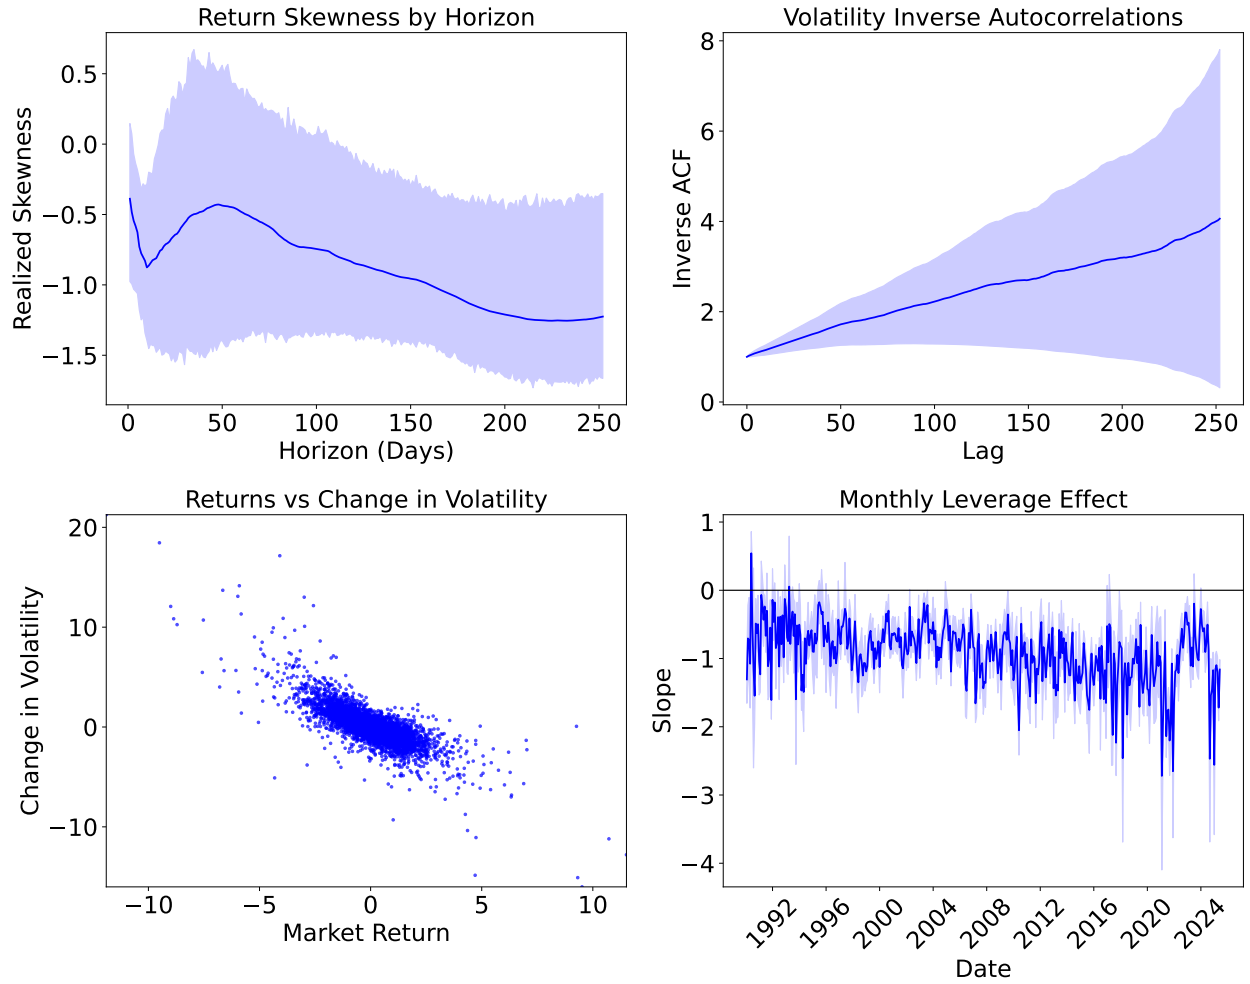 Return Skewness by Horizon
Realized Skewness
0.5
0.0
−0.5
−1.0
−1.5
0 50 100 150 200 250
Horizon (Days)
Volatility Inverse Autocorrelations
Inverse ACF
8
6
4
2
0
0 50 100 150 200 250
Lag
Returns vs Change in Volatility
Change in Volatility
20
10
0
−10
−10 −5 0 5 10
Market Return
Monthly Leverage Effect
Slope
1
0
−1
−2
−3
−4
1992 1996 2000 2004 2008 2012 2016 2020 2024
Date